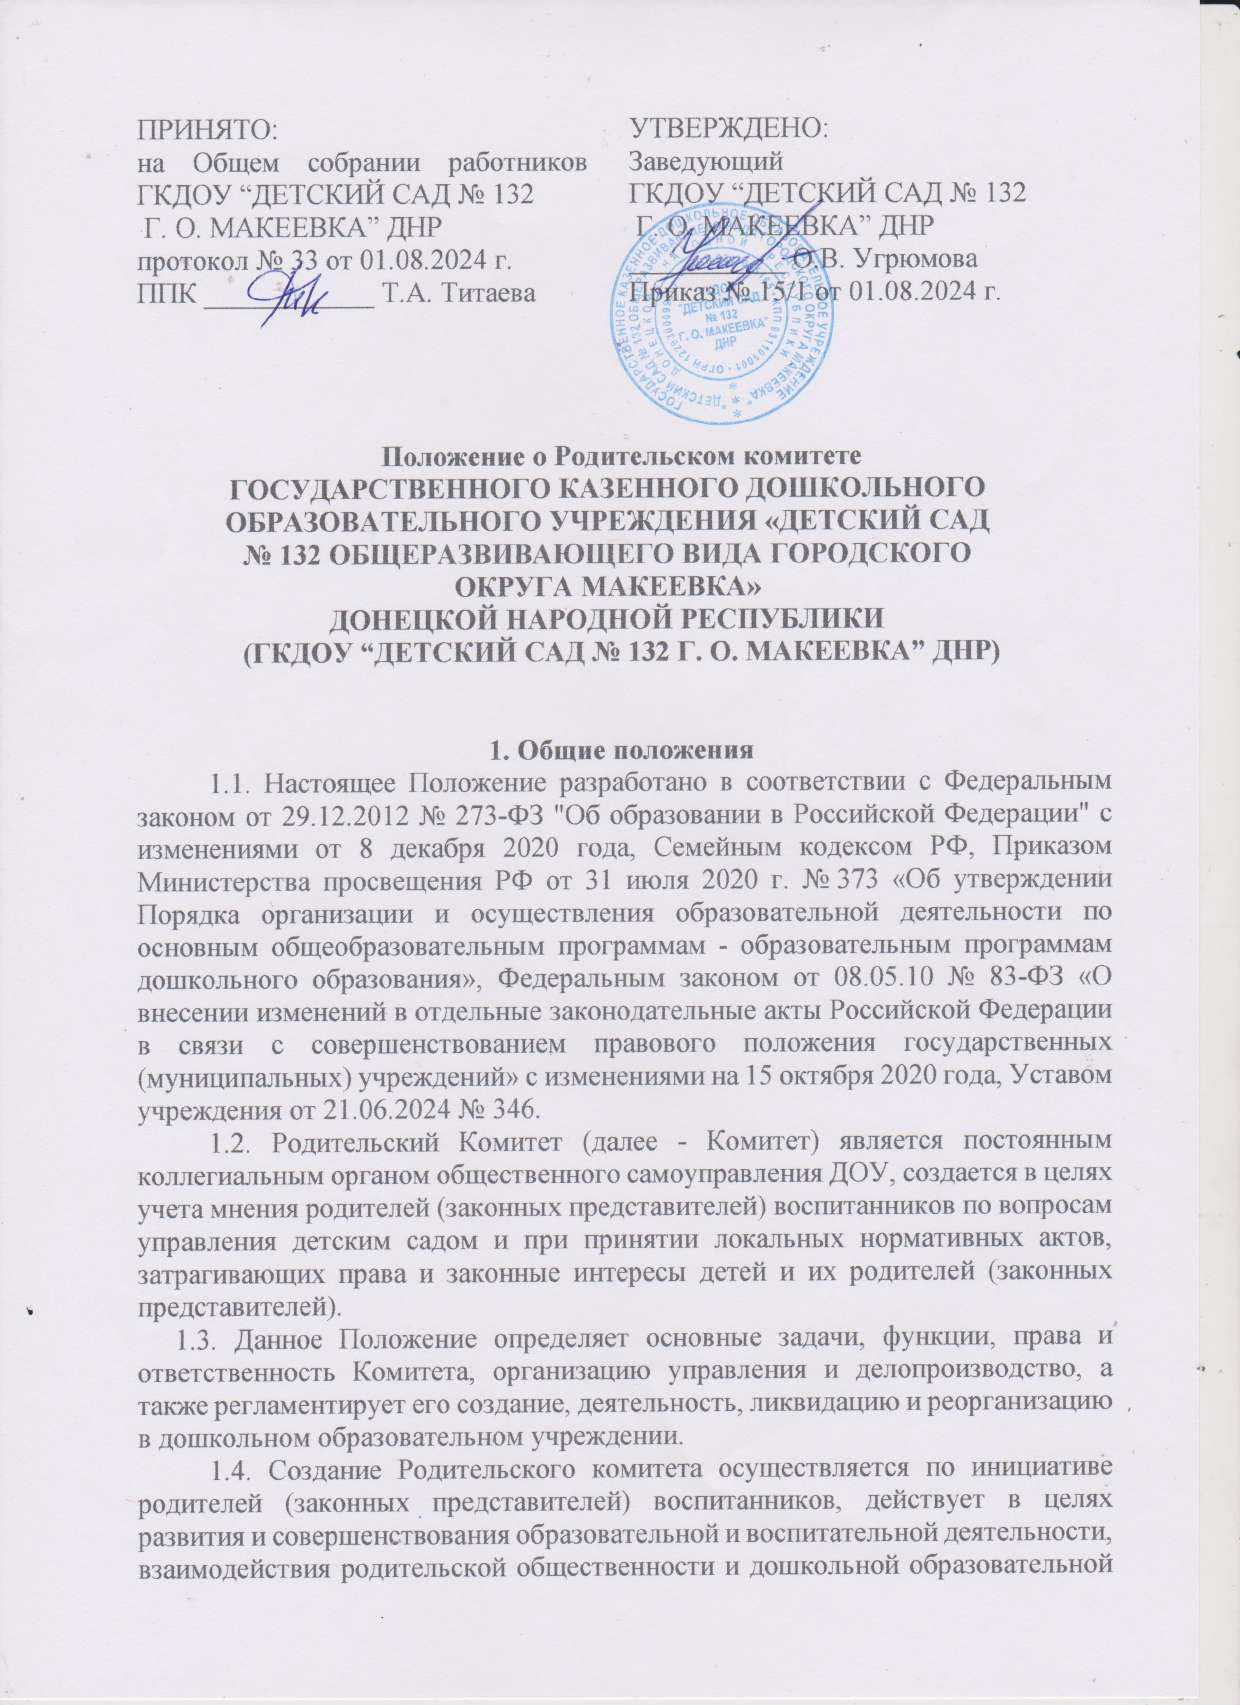 ПРИНЯТО:
на Общем собрании работников
ГКДОУ “ДЕТСКИЙ САД № 132
Г. О. МАКЕЕВКА” ДНР
протокол № 33 от 01.08.2024 г.
ППК ____________ Т.А. Титаева
УТВЕРЖДЕНО:
Заведующий
ГКДОУ “ДЕТСКИЙ САД № 132
Г. О. МАКЕЕВКА” ДНР
___________ О.В. Угрюмова
Приказ № 15/1 от 01.08.2024 г.
"ДЕТСКИЙ САД
№ 132
Г. О. МАКЕЕВКА"
ДНР
Положение о Родительском комитете
ГОСУДАРСТВЕННОГО КАЗЕННОГО ДОШКОЛЬНОГО
ОБРАЗОВАТЕЛЬНОГО УЧРЕЖДЕНИЯ «ДЕТСКИЙ САД
№ 132 ОБЩЕРАЗВИВАЮЩЕГО ВИДА ГОРОДСКОГО
ОКРУГА МАКЕЕВКА»
ДОНЕЦКОЙ НАРОДНОЙ РЕСПУБЛИКИ
(ГКДОУ “ДЕТСКИЙ САД № 132 Г. О. МАКЕЕВКА” ДНР)
1. Общие положения
1.1. Настоящее Положение разработано в соответствии с Федеральным
законом от 29.12.2012 № 273-ФЗ "Об образовании в Российской Федерации" с
изменениями от 8 декабря 2020 года, Семейным кодексом РФ, Приказом
Министерства просвещения РФ от 31 июля 2020 г. № 373 «Об утверждении
Порядка организации и осуществления образовательной деятельности по
основным общеобразовательным программам - образовательным программам
дошкольного образования», Федеральным законом от 08.05.10 № 83-ФЗ «О
внесении изменений в отдельные законодательные акты Российской Федерации
в связи с совершенствованием правового положения государственных
(муниципальных) учреждений» с изменениями на 15 октября 2020 года, Уставом
учреждения от 21.06.2024 № 346.
1.2. Родительский Комитет (далее - Комитет) является постоянным
коллегиальным органом общественного самоуправления ДОУ, создается в целях
учета мнения родителей (законных представителей) воспитанников по вопросам
управления детским садом и при принятии локальных нормативных актов,
затрагивающих права и законные интересы детей и их родителей (законных
представителей).
1.3. Данное Положение определяет основные задачи, функции, права и
ответственность Комитета, организацию управления и делопроизводство, а
также регламентирует его создание, деятельность, ликвидацию и реорганизацию
в дошкольном образовательном учреждении.
1.4. Создание Родительского комитета осуществляется по инициативе
родителей (законных представителей) воспитанников, действует в целях
развития и совершенствования образовательной и воспитательной деятельности,
взаимодействия родительской общественности и дошкольной образовательной